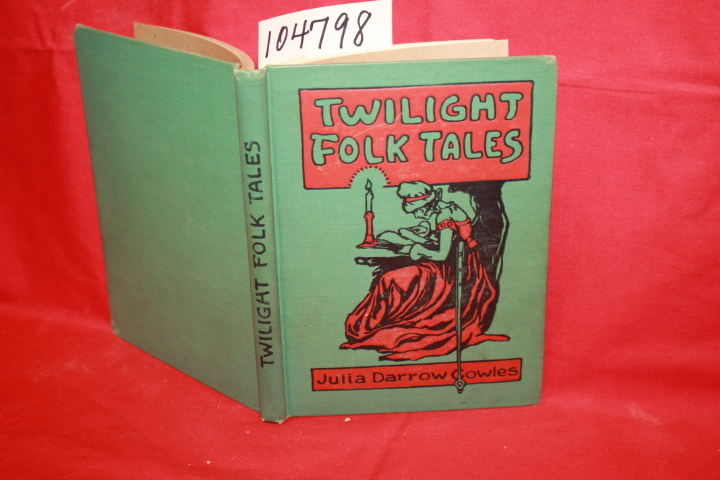 104798
TWILIGHT
FOLK TALES
Julia Darrow Cowles
TWILIGHT FOLK TALES